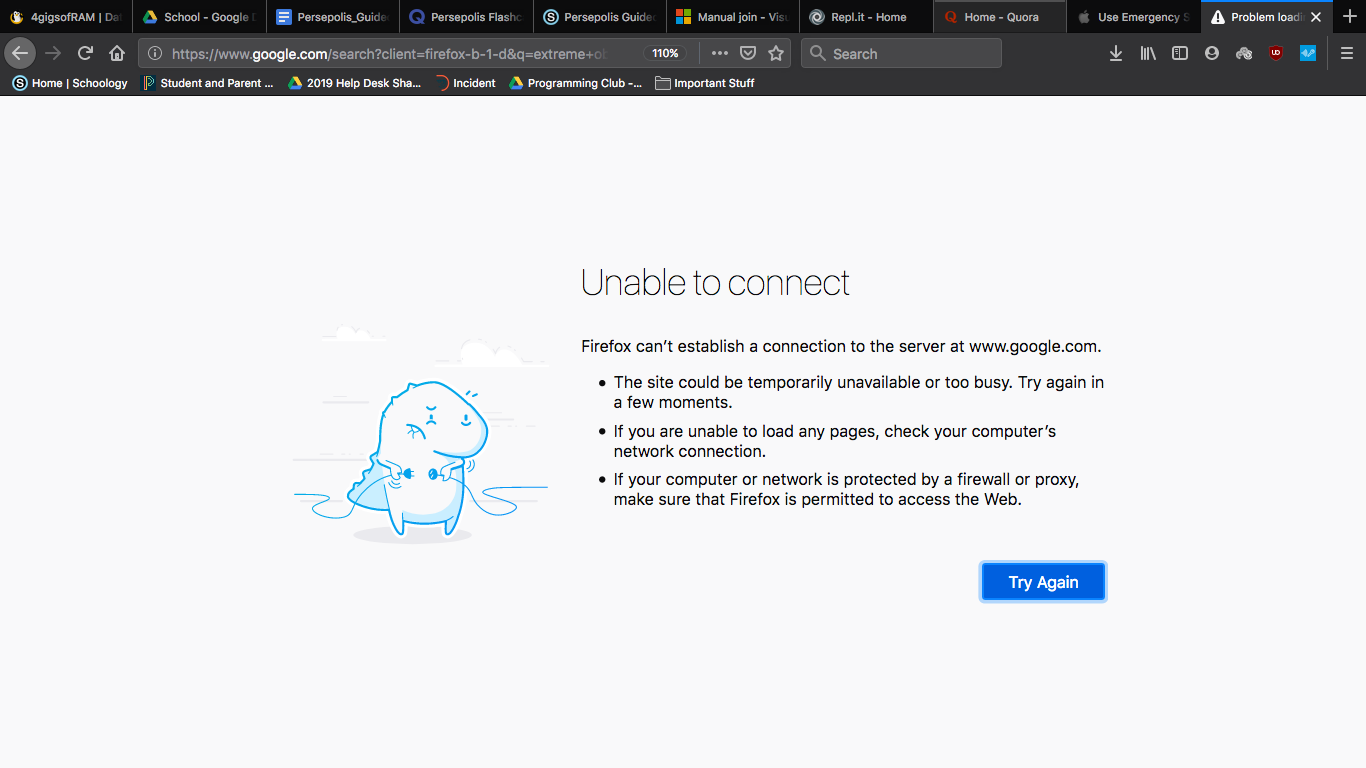 4gigsofRAM | Da
School - Google D
Persepolis_Guide
Persepolis Flashc
Persepolis Guide
Manual join - Visu
Repl.it - Home
Home - Quora
Use Emergency S
Problem loadi
https://www.google.com/search?client=firefox-b-1-d&q=extreme+ob
110%
Search
Home | Schoology
Student and Parent ...
2019 Help Desk Sha...
Incident
Programming Club -...
Important Stuff
Unable to connect
Firefox can’t establish a connection to the server at www.google.com.
The site could be temporarily unavailable or too busy. Try again in
a few moments.
If you are unable to load any pages, check your computer’s
network connection.
If your computer or network is protected by a firewall or proxy,
make sure that Firefox is permitted to access the Web.
Try Again